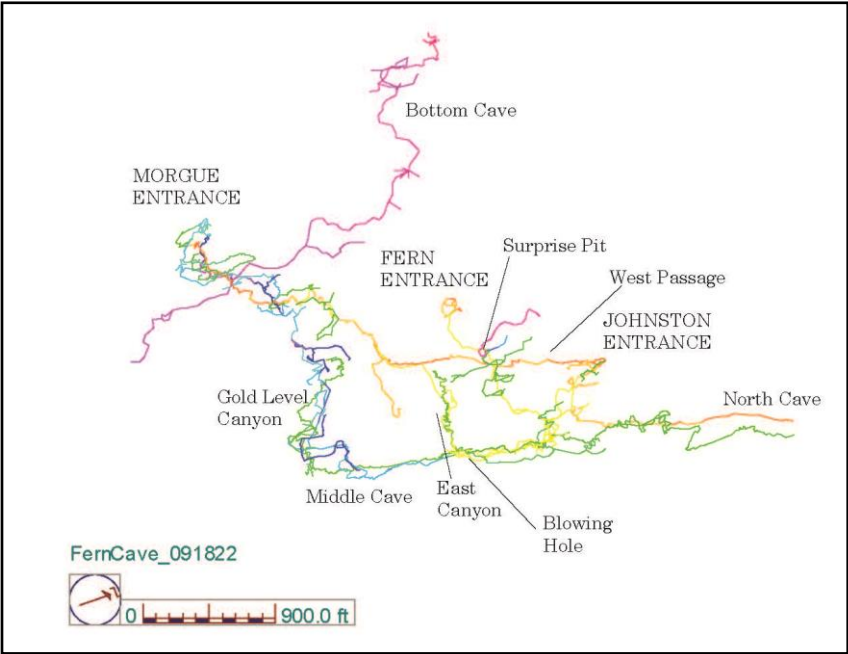 Bottom Cave
MORGUE
ENTRANCE
Surprise Pit
FERN
ENTRANCE
West Passage
JOHNSTON
ENTRANCE
Gold Level
Canyon
North Cave
Middle Cave
East
Canyon
Blowing
Hole
FernCave_091822
0 900.0 ft